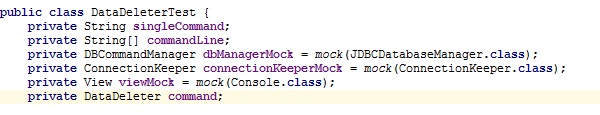 public class DataDeleterTest {
    private String singleCommand;
    private String[] commandLine;
    private DBCommandManager dbManagerMock = mock(JDBCDatabaseManager.class);
    private ConnectionKeeper connectionKeeperMock = mock(ConnectionKeeper.class);
    private View viewMock = mock(Console.class);
    private DataDeleter command;